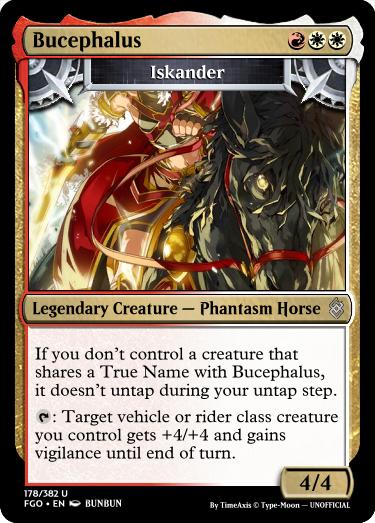 Bucephalus
Iskander
Legendary Creature — Phantasm Horse
If you don't control a creature that
shares a True Name with Bucephalus,
it doesn't untap during your untap step.
: Target vehicle or rider class creature
you control gets +4/+4 and gains
vigilance until end of turn.
4/4
178/382 U
FGO • EN BUNBUN
By TimeAxis © Type-Moon — UNOFFICIAL